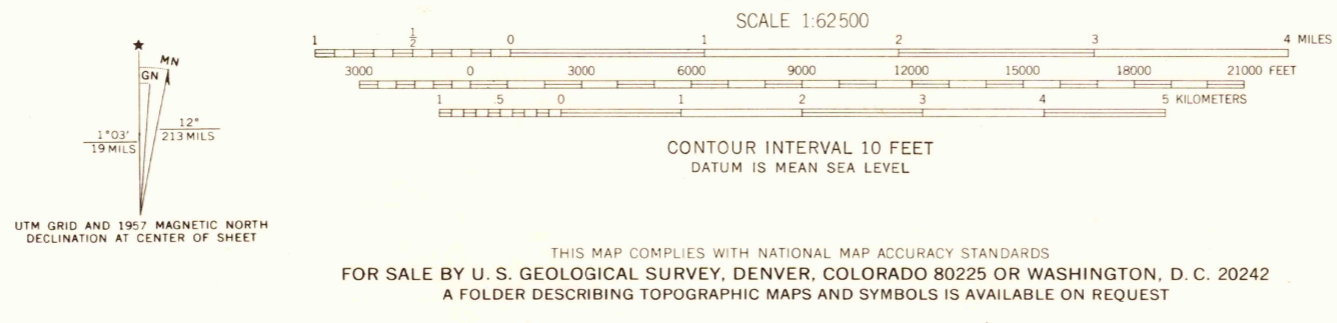 SCALE 1:62500
1 ½ 0 1 2 3 4 MILES
3000 0 3000 6000 9000 12000 15000 18000 21000 FEET
1 .5 0 1 2 3 4 5 KILOMETERS
CONTOUR INTERVAL 10 FEET
DATUM IS MEAN SEA LEVEL
★
MN
GN
1°03'
19 MILS
12°
213 MILS
UTM GRID AND 1957 MAGNETIC NORTH
DECLINATION AT CENTER OF SHEET
THIS MAP COMPLIES WITH NATIONAL MAP ACCURACY STANDARDS
FOR SALE BY U. S. GEOLOGICAL SURVEY, DENVER, COLORADO 80225 OR WASHINGTON, D. C. 20242
A FOLDER DESCRIBING TOPOGRAPHIC MAPS AND SYMBOLS IS AVAILABLE ON REQUEST